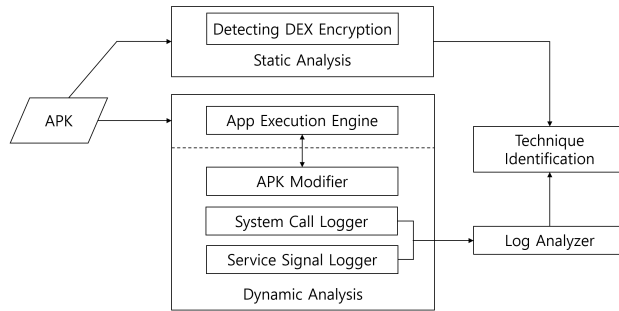 Detecting DEX Encryption
Static Analysis
APK
App Execution Engine
APK Modifier
System Call Logger
Service Signal Logger
Dynamic Analysis
Technique
Identification
Log Analyzer